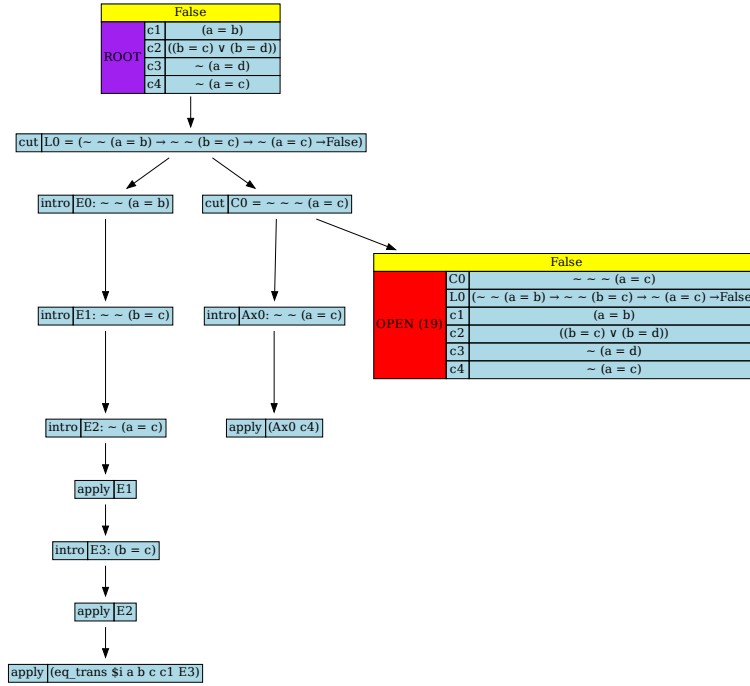 False
ROOT
c1 (a = b)
c2 ((b = c) ∨ (b = d))
c3 ~ (a = d)
c4 ~ (a = c)
cut L0 = (~ ~ (a = b) → ~ ~ (b = c) → ~ (a = c) →False)
intro E0: ~ ~ (a = b)
cut C0 = ~ ~ ~ (a = c)
False
OPEN (19)
C0 ~ ~ ~ (a = c)
L0 (~ ~ (a = b) → ~ ~ (b = c) → ~ (a = c) →False)
c1 (a = b)
c2 ((b = c) ∨ (b = d))
c3 ~ (a = d)
c4 ~ (a = c)
intro E1: ~ ~ (b = c)
intro Ax0: ~ ~ (a = c)
intro E2: ~ (a = c)
apply (Ax0 c4)
apply E1
intro E3: (b = c)
apply E2
apply (eq_trans $i a b c c1 E3)